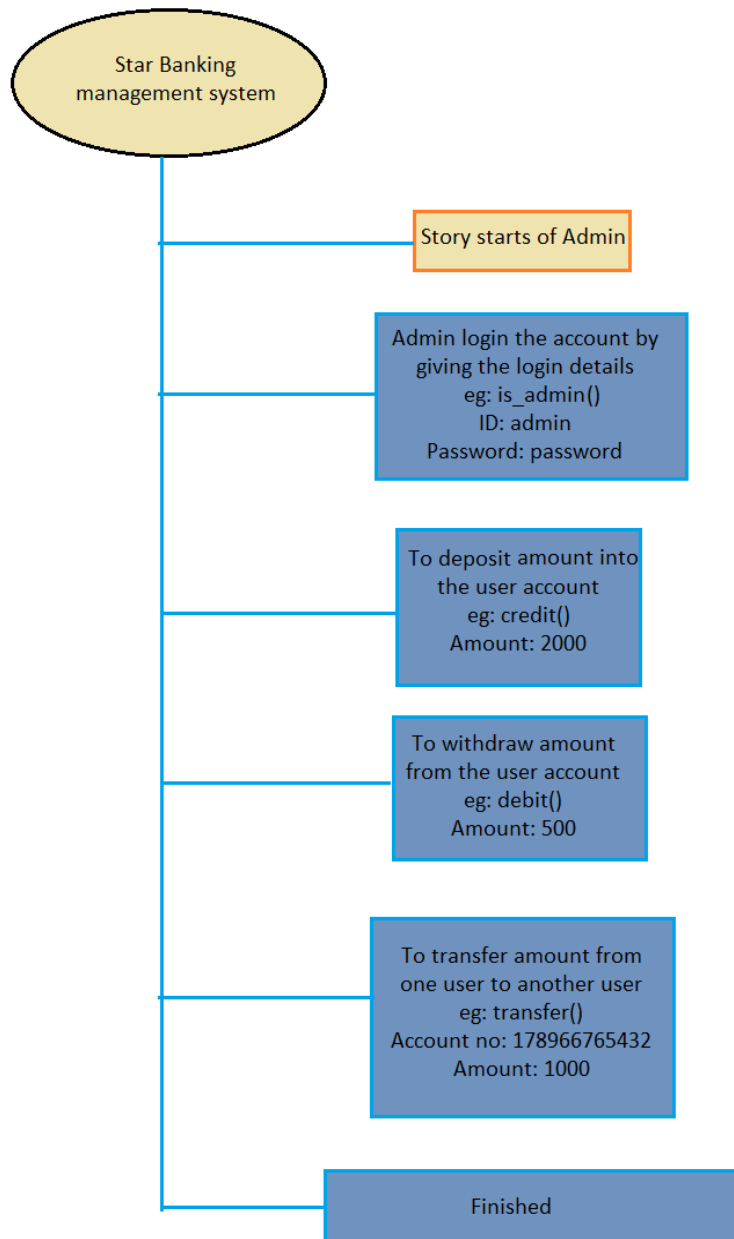 Star Banking
management system
Story starts of Admin
Admin login the account by
giving the login details
eg: is_admin()
ID: admin
Password: password
To deposit amount into
the user account
eg: credit()
Amount: 2000
To withdraw amount
from the user account
eg: debit()
Amount: 500
To transfer amount from
one user to another user
eg: transfer()
Account no: 178966765432
Amount: 1000
Finished